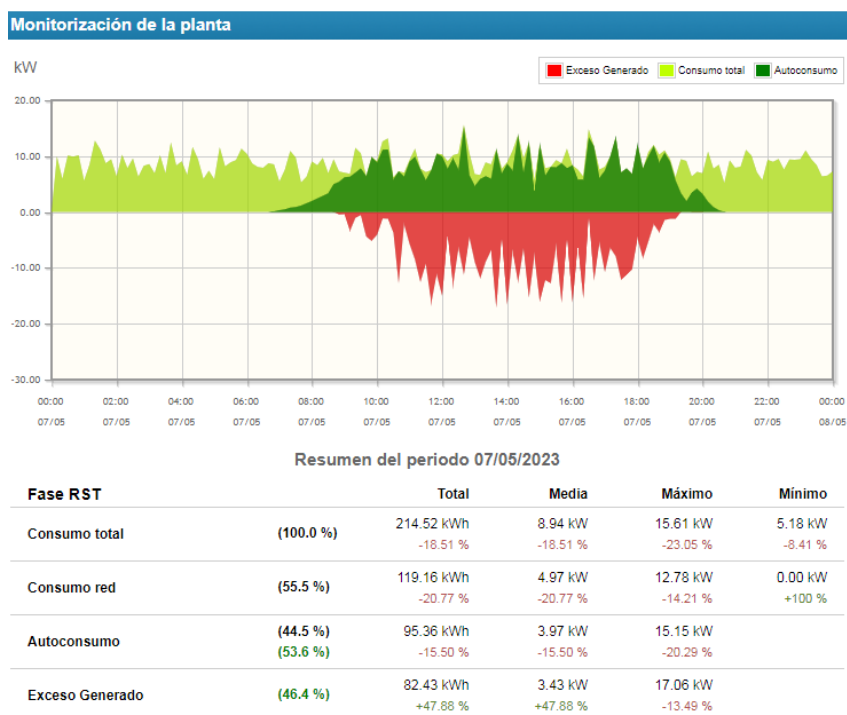 Monitorización de la planta
kW
Exceso Generado Consumo total Autoconsumo
20.00
10.00
0.00
-10.00
-20.00
-30.00
00:00 02:00 04:00 06:00 08:00 10:00 12:00 14:00 16:00 18:00 20:00 22:00 00:00
07/05 07/05 07/05 07/05 07/05 07/05 07/05 07/05 07/05 07/05 07/05 07/05 08/05
Resumen del periodo 07/05/2023
Fase RST Total Media Máximo Mínimo
Consumo total (100.0 %) 214.52 kWh 8.94 kW 15.61 kW 5.18 kW
-18.51 % -18.51 % -23.05 % -8.41 %
Consumo red (55.5 %) 119.16 kWh 4.97 kW 12.78 kW 0.00 kW
-20.77 % -20.77 % -14.21 % +100 %
Autoconsumo (44.5 %) 95.36 kWh 3.97 kW 15.15 kW
(53.6 %) -15.50 % -15.50 % -20.29 %
Exceso Generado (46.4 %) 82.43 kWh 3.43 kW 17.06 kW
+47.88 % +47.88 % -13.49 %